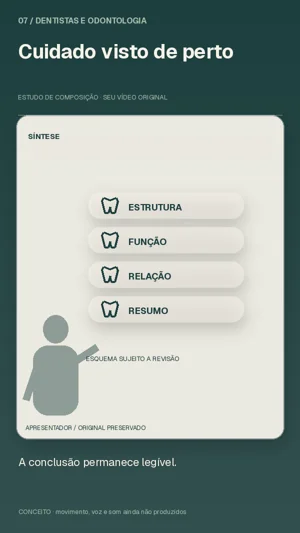 07 / DENTISTAS E ODONTOLOGIA
Cuidado visto de perto
ESTUDO DE COMPOSIÇÃO · SEU VÍDEO ORIGINAL
SÍNTESE
ESTRUTURA
FUNÇÃO
RELAÇÃO
RESUMO
ESQUEMA SUJEITO A REVISÃO
APRESENTADOR / ORIGINAL PRESERVADO
A conclusão permanece legível.
CONCEITO · movimento, voz e som ainda não produzidos